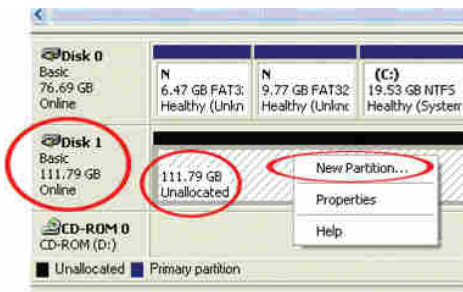 Disk 0
Basic
76.69 GB
Online
N
6.47 GB FAT3:
Healthy (Unkn
N
9.77 GB FAT32
Healthy (Unknc
(C:)
19.53 GB NTFS
Healthy (System
Disk 1
Basic
111.79 GB
Online
111.79 GB
Unallocated
New Partition...
Properties
Help
CD-ROM 0
CD-ROM (D:)
Unallocated
Primary partition